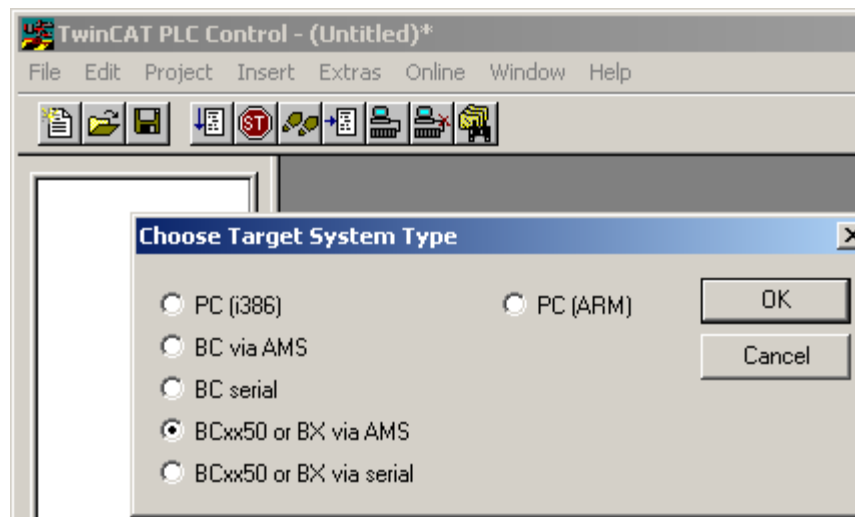 TwinCAT PLC Control - (Untitled)*
File Edit Project Insert Extras Online Window Help
ST
Choose Target System Type
PC (i386)
PC (ARM)
OK
BC via AMS
Cancel
BC serial
BCxx50 or BX via AMS
BCxx50 or BX via serial